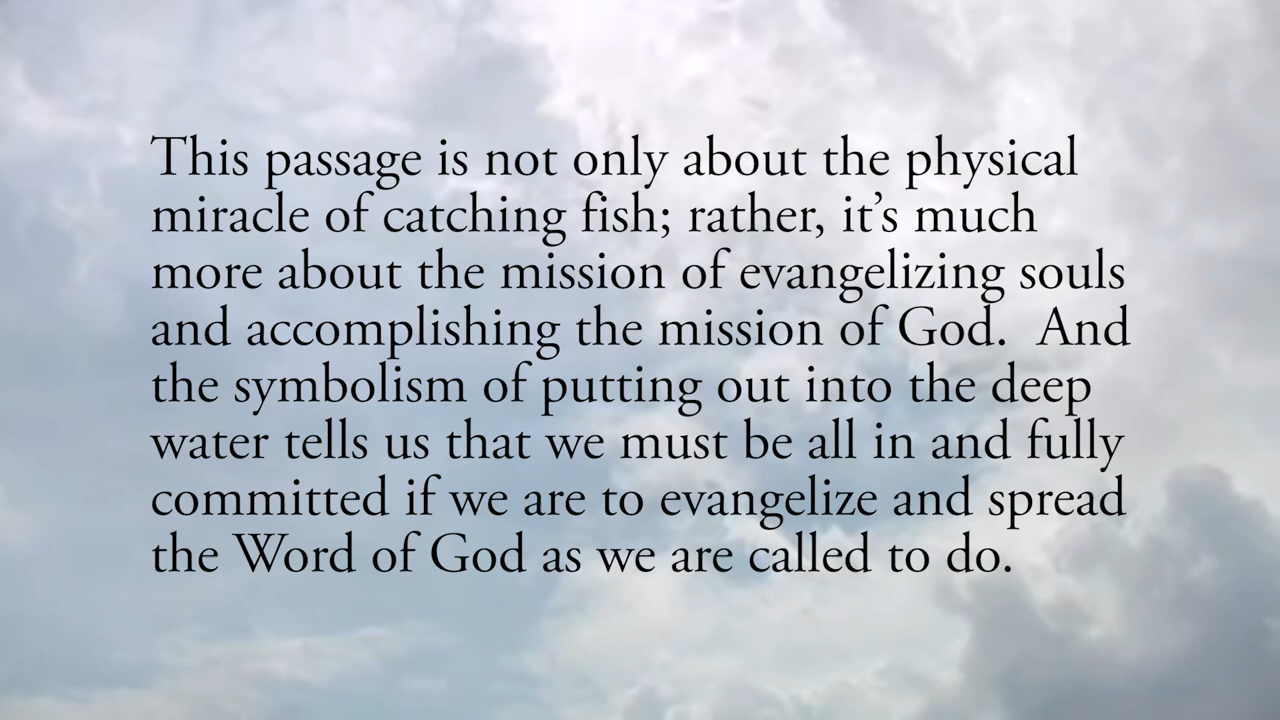 This passage is not only about the physical
miracle of catching fish; rather, it’s much
more about the mission of evangelizing souls
and accomplishing the mission of God.  And
the symbolism of putting out into the deep
water tells us that we must be all in and fully
committed if we are to evangelize and spread
the Word of God as we are called to do.